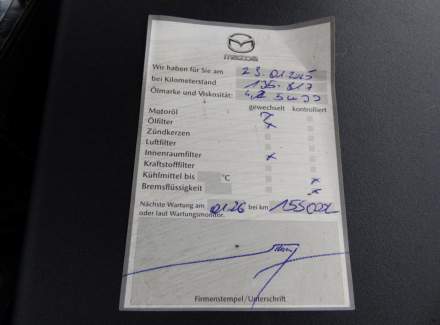 mazda
Wir haben für Sie am 23.01.2025
bei Kilometerstand 135.817
Ölmarke und Viskosität: 5W30
gewechselt kontrolliert
Motoröl
Ölfilter x
Zündkerzen
Luftfilter
Innenraumfilter x
Kraftstofffilter
Kühlmittel bis °C x
Bremsflüssigkeit x
Nächste Wartung am 01.26 bei km 155000
oder laut Wartungsmonitor.
Firmenstempel/Unterschrift